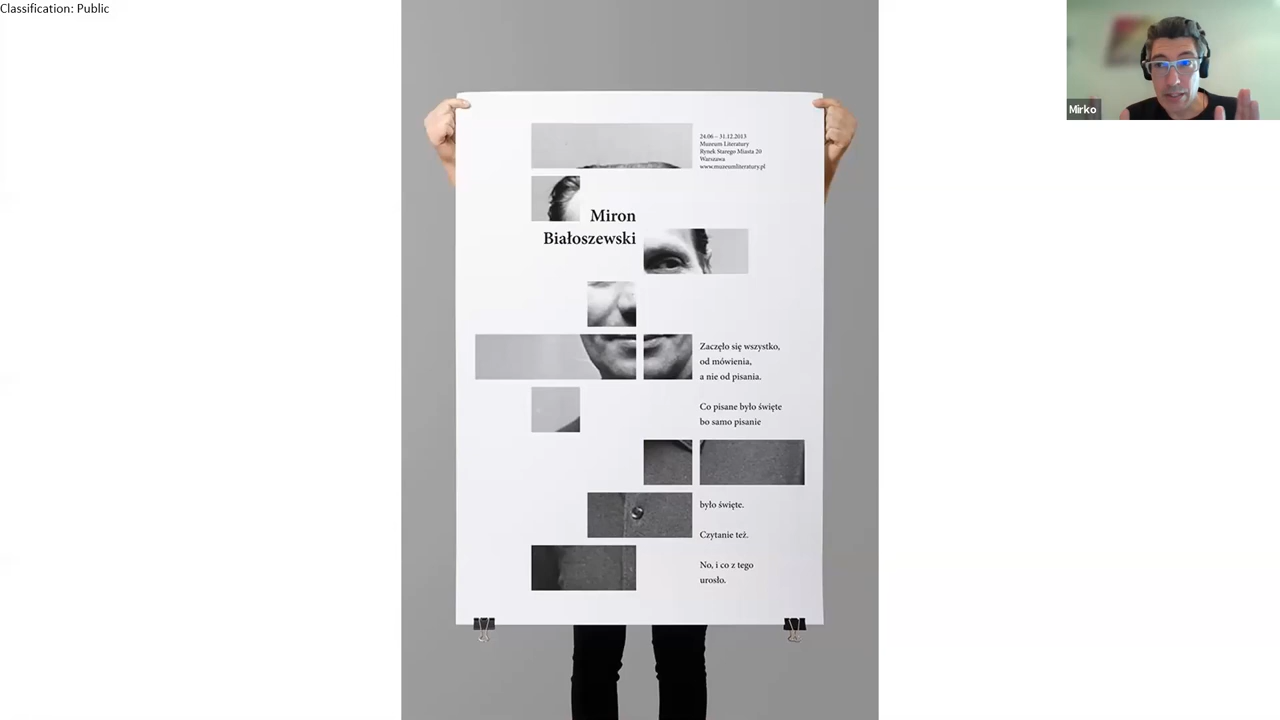 Classification: Public
Mirko
24.06 – 31.12.2013
Muzeum Literatury
Rynek Starego Miasta 20
Warszawa
www.muzeumliteratury.pl
Miron
Białoszewski
Zaczęło się wszystko,
od mówienia,
a nie od pisania.
Co pisane było święte
bo samo pisanie
było święte.
Czytanie też.
No, i co z tego
urosło.